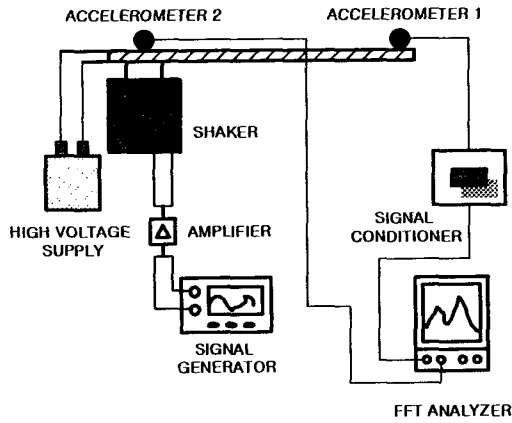 ACCELEROMETER 2
ACCELEROMETER 1
SHAKER
HIGH VOLTAGE
SUPPLY
AMPLIFIER
SIGNAL
CONDITIONER
SIGNAL
GENERATOR
FFT ANALYZER